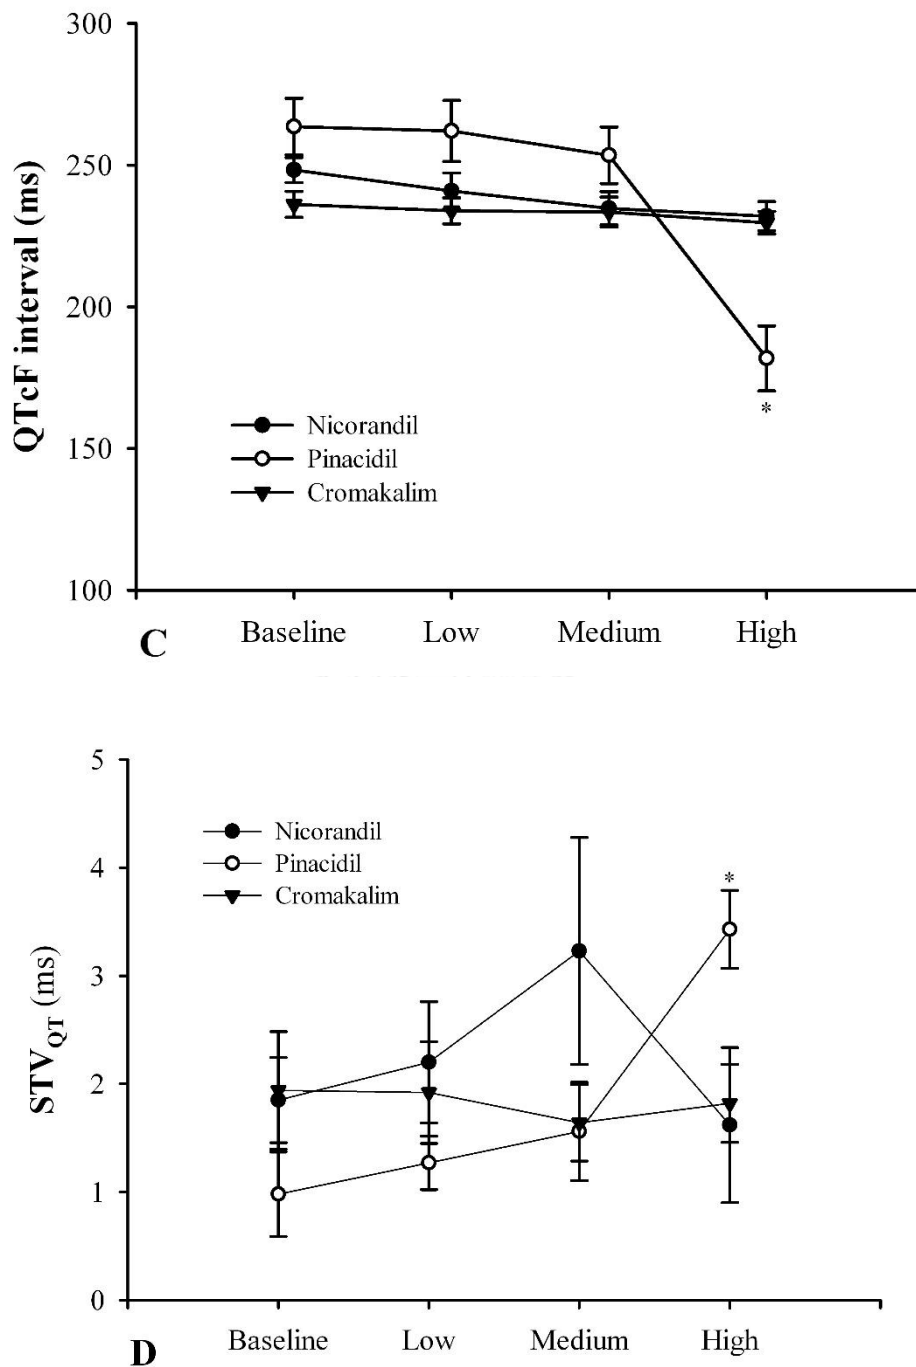 300
250
200
150
100
QTcF interval (ms)
Nicorandil
Pinacidil
Cromakalim
*
Baseline Low Medium High
C
5
4
3
2
1
0
STVQT (ms)
Nicorandil
Pinacidil
Cromakalim
*
Baseline Low Medium High
D